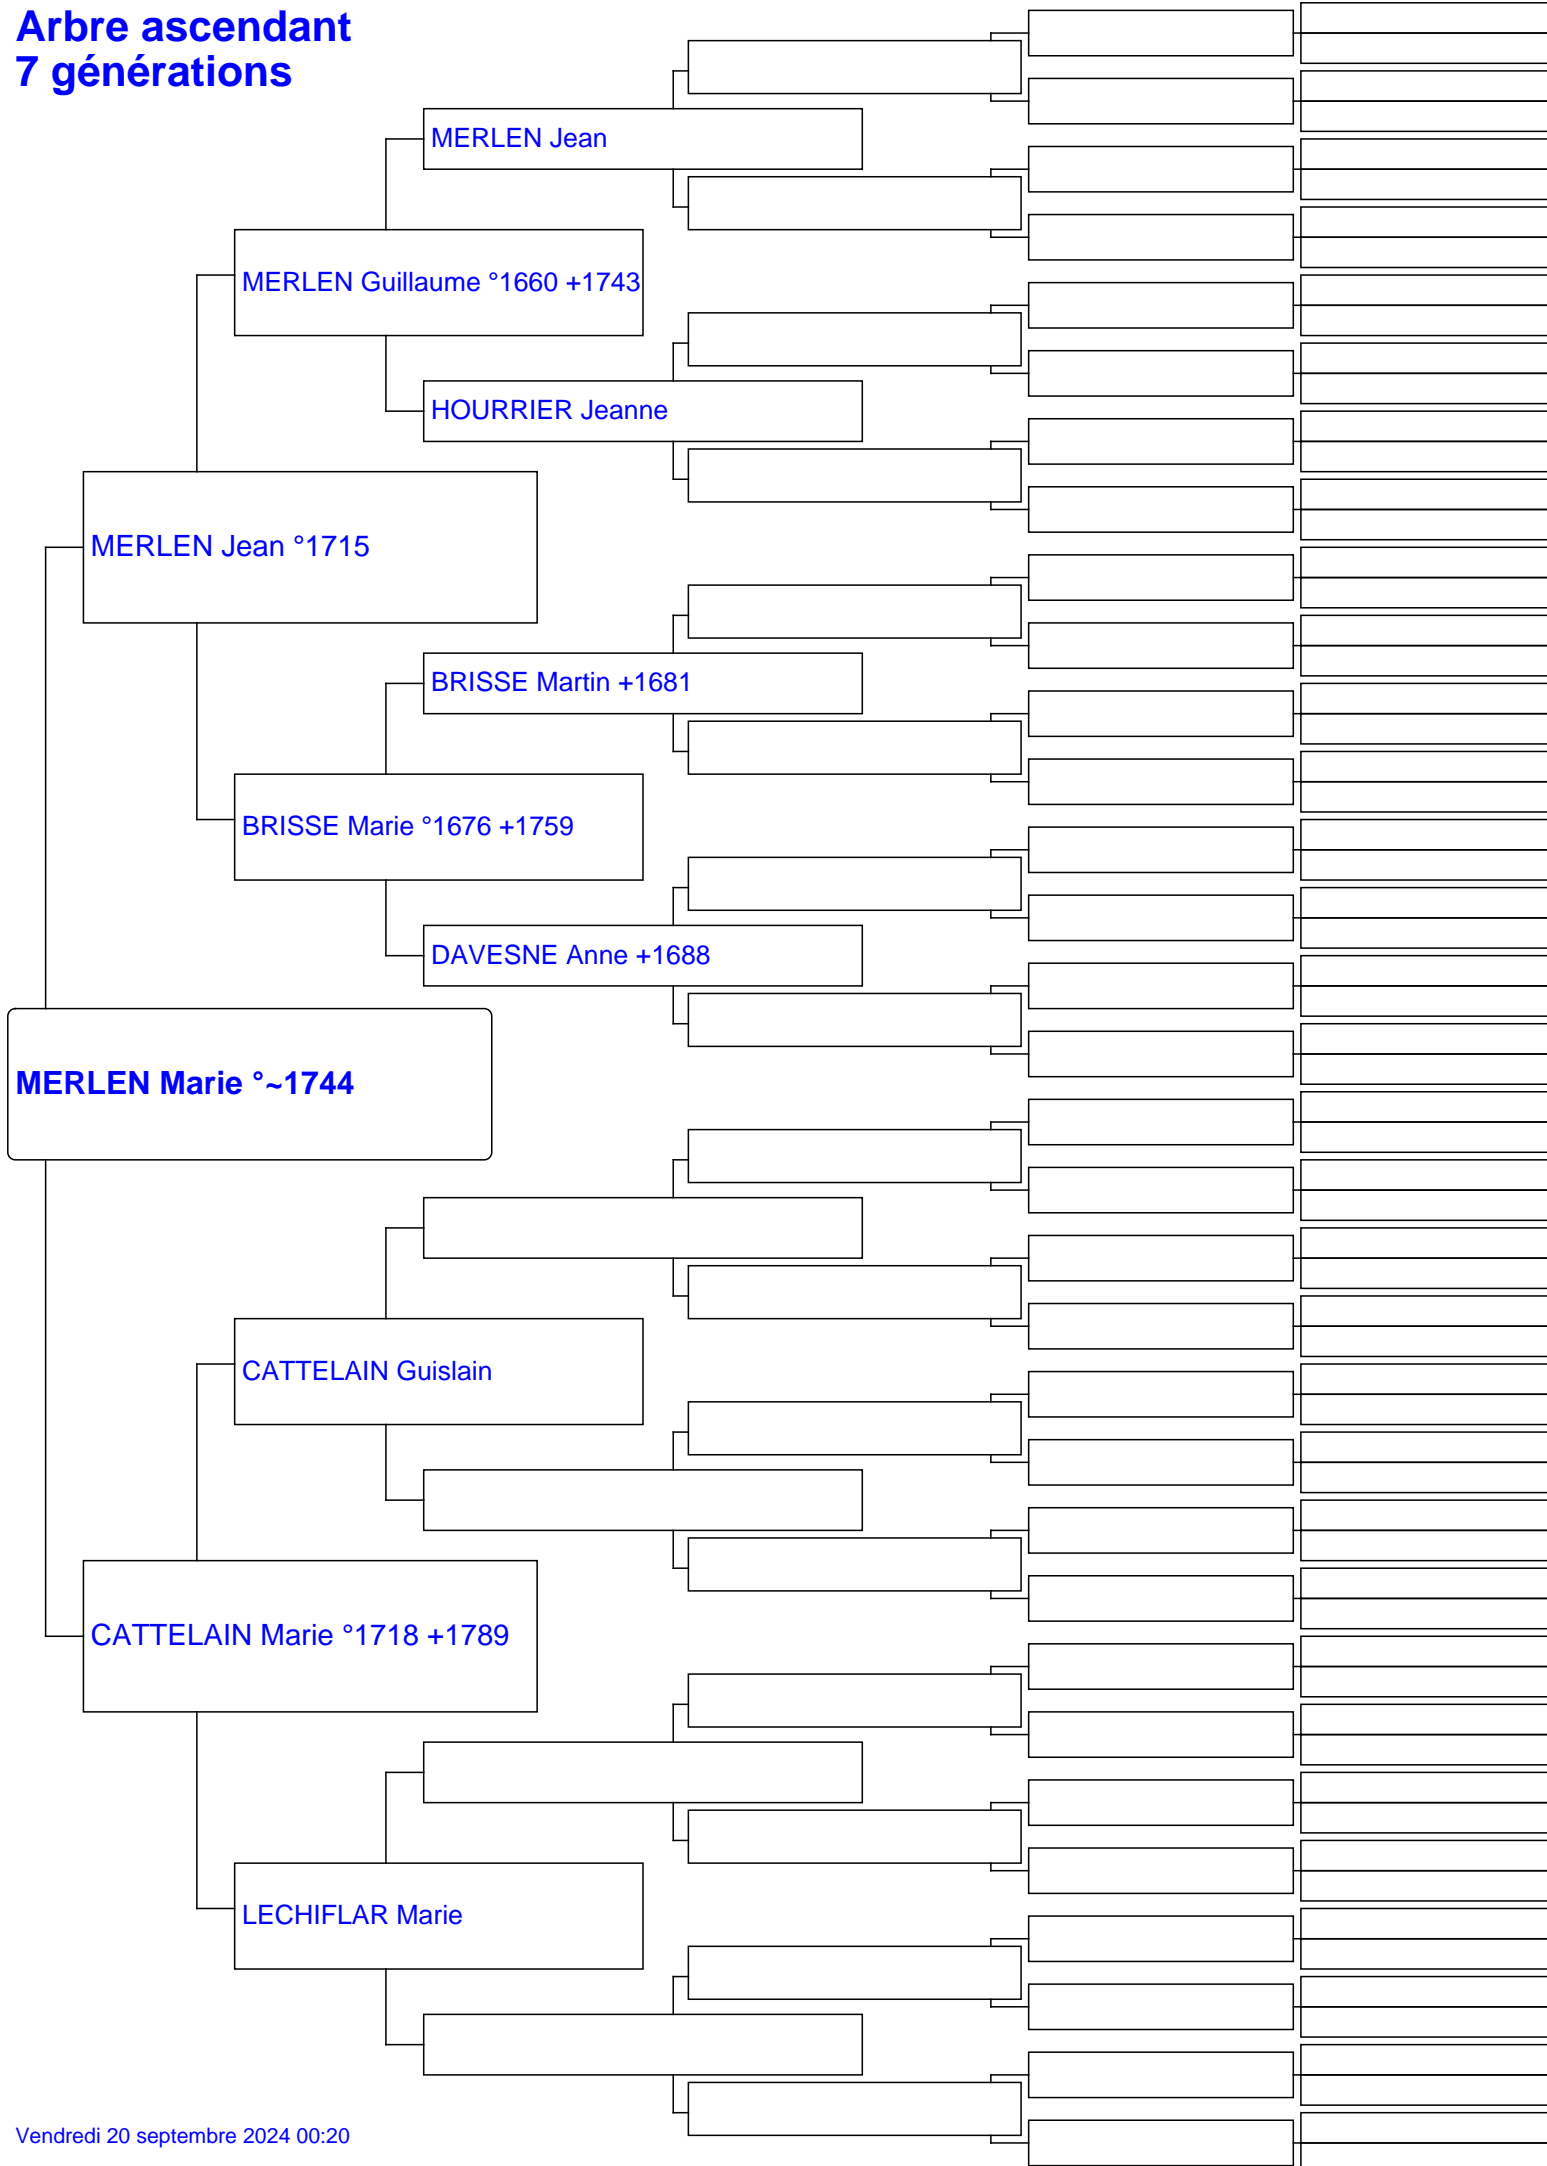 Arbre ascendant
7 générations
MERLEN Jean
MERLEN Guillaume °1660 +1743
HOURRIER Jeanne
MERLEN Jean °1715
BRISSE Martin +1681
BRISSE Marie °1676 +1759
DAVESNE Anne +1688
MERLEN Marie °~1744
CATTELAIN Guislain
CATTELAIN Marie °1718 +1789
LECHIFLAR Marie
Vendredi 20 septembre 2024 00:20